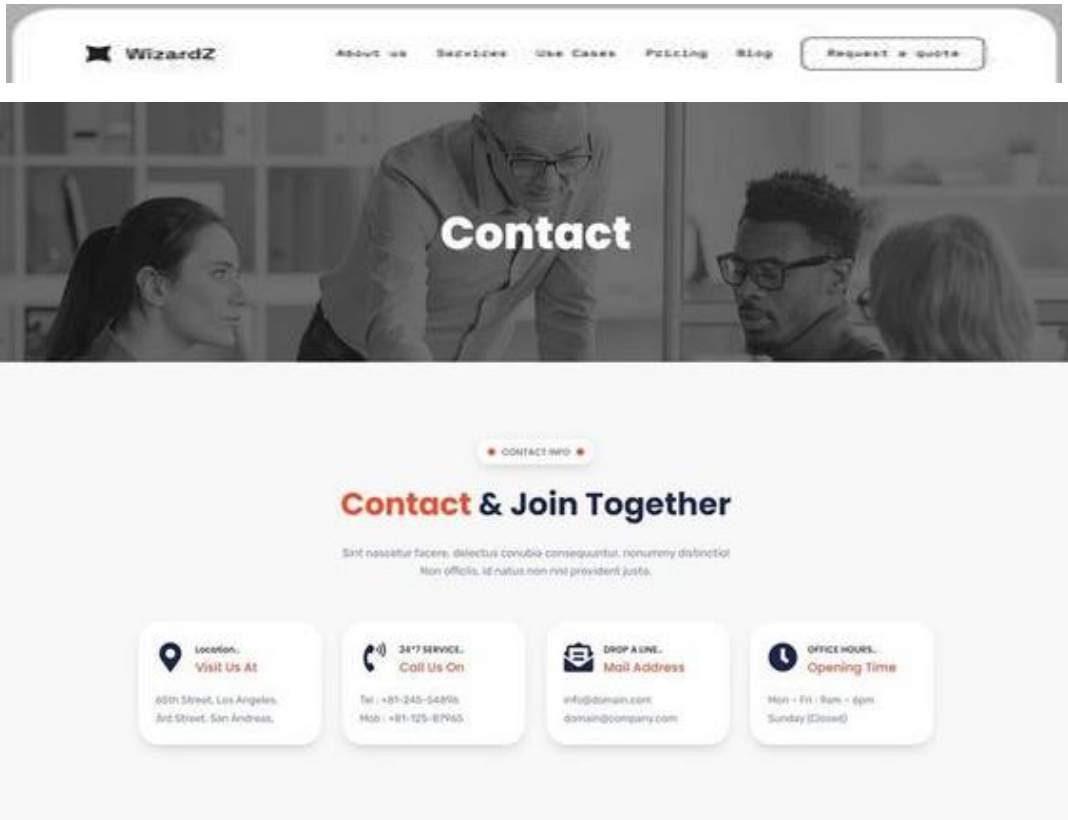 WizardZ About us Services Use Cases Pricing Blog Request a quote
Contact
CONTACT INFO
Contact & Join Together
Sint nascetur facere, delectus conubia consequuntur, nonummy distinctio!
Non officiis, id natus non nisl provident justo.
Location..
Visit Us At
65th Street, Los Angeles,
3rd Street, San Andreas,
24*7 SERVICE..
Call Us On
Tel : +81-245-54896
Mob : +81-125-87965
DROP A LINE..
Mail Address
info@domain.com
domain@company.com
OFFICE HOURS..
Opening Time
Mon - Fri : 9am - 6pm
Sunday (Closed)